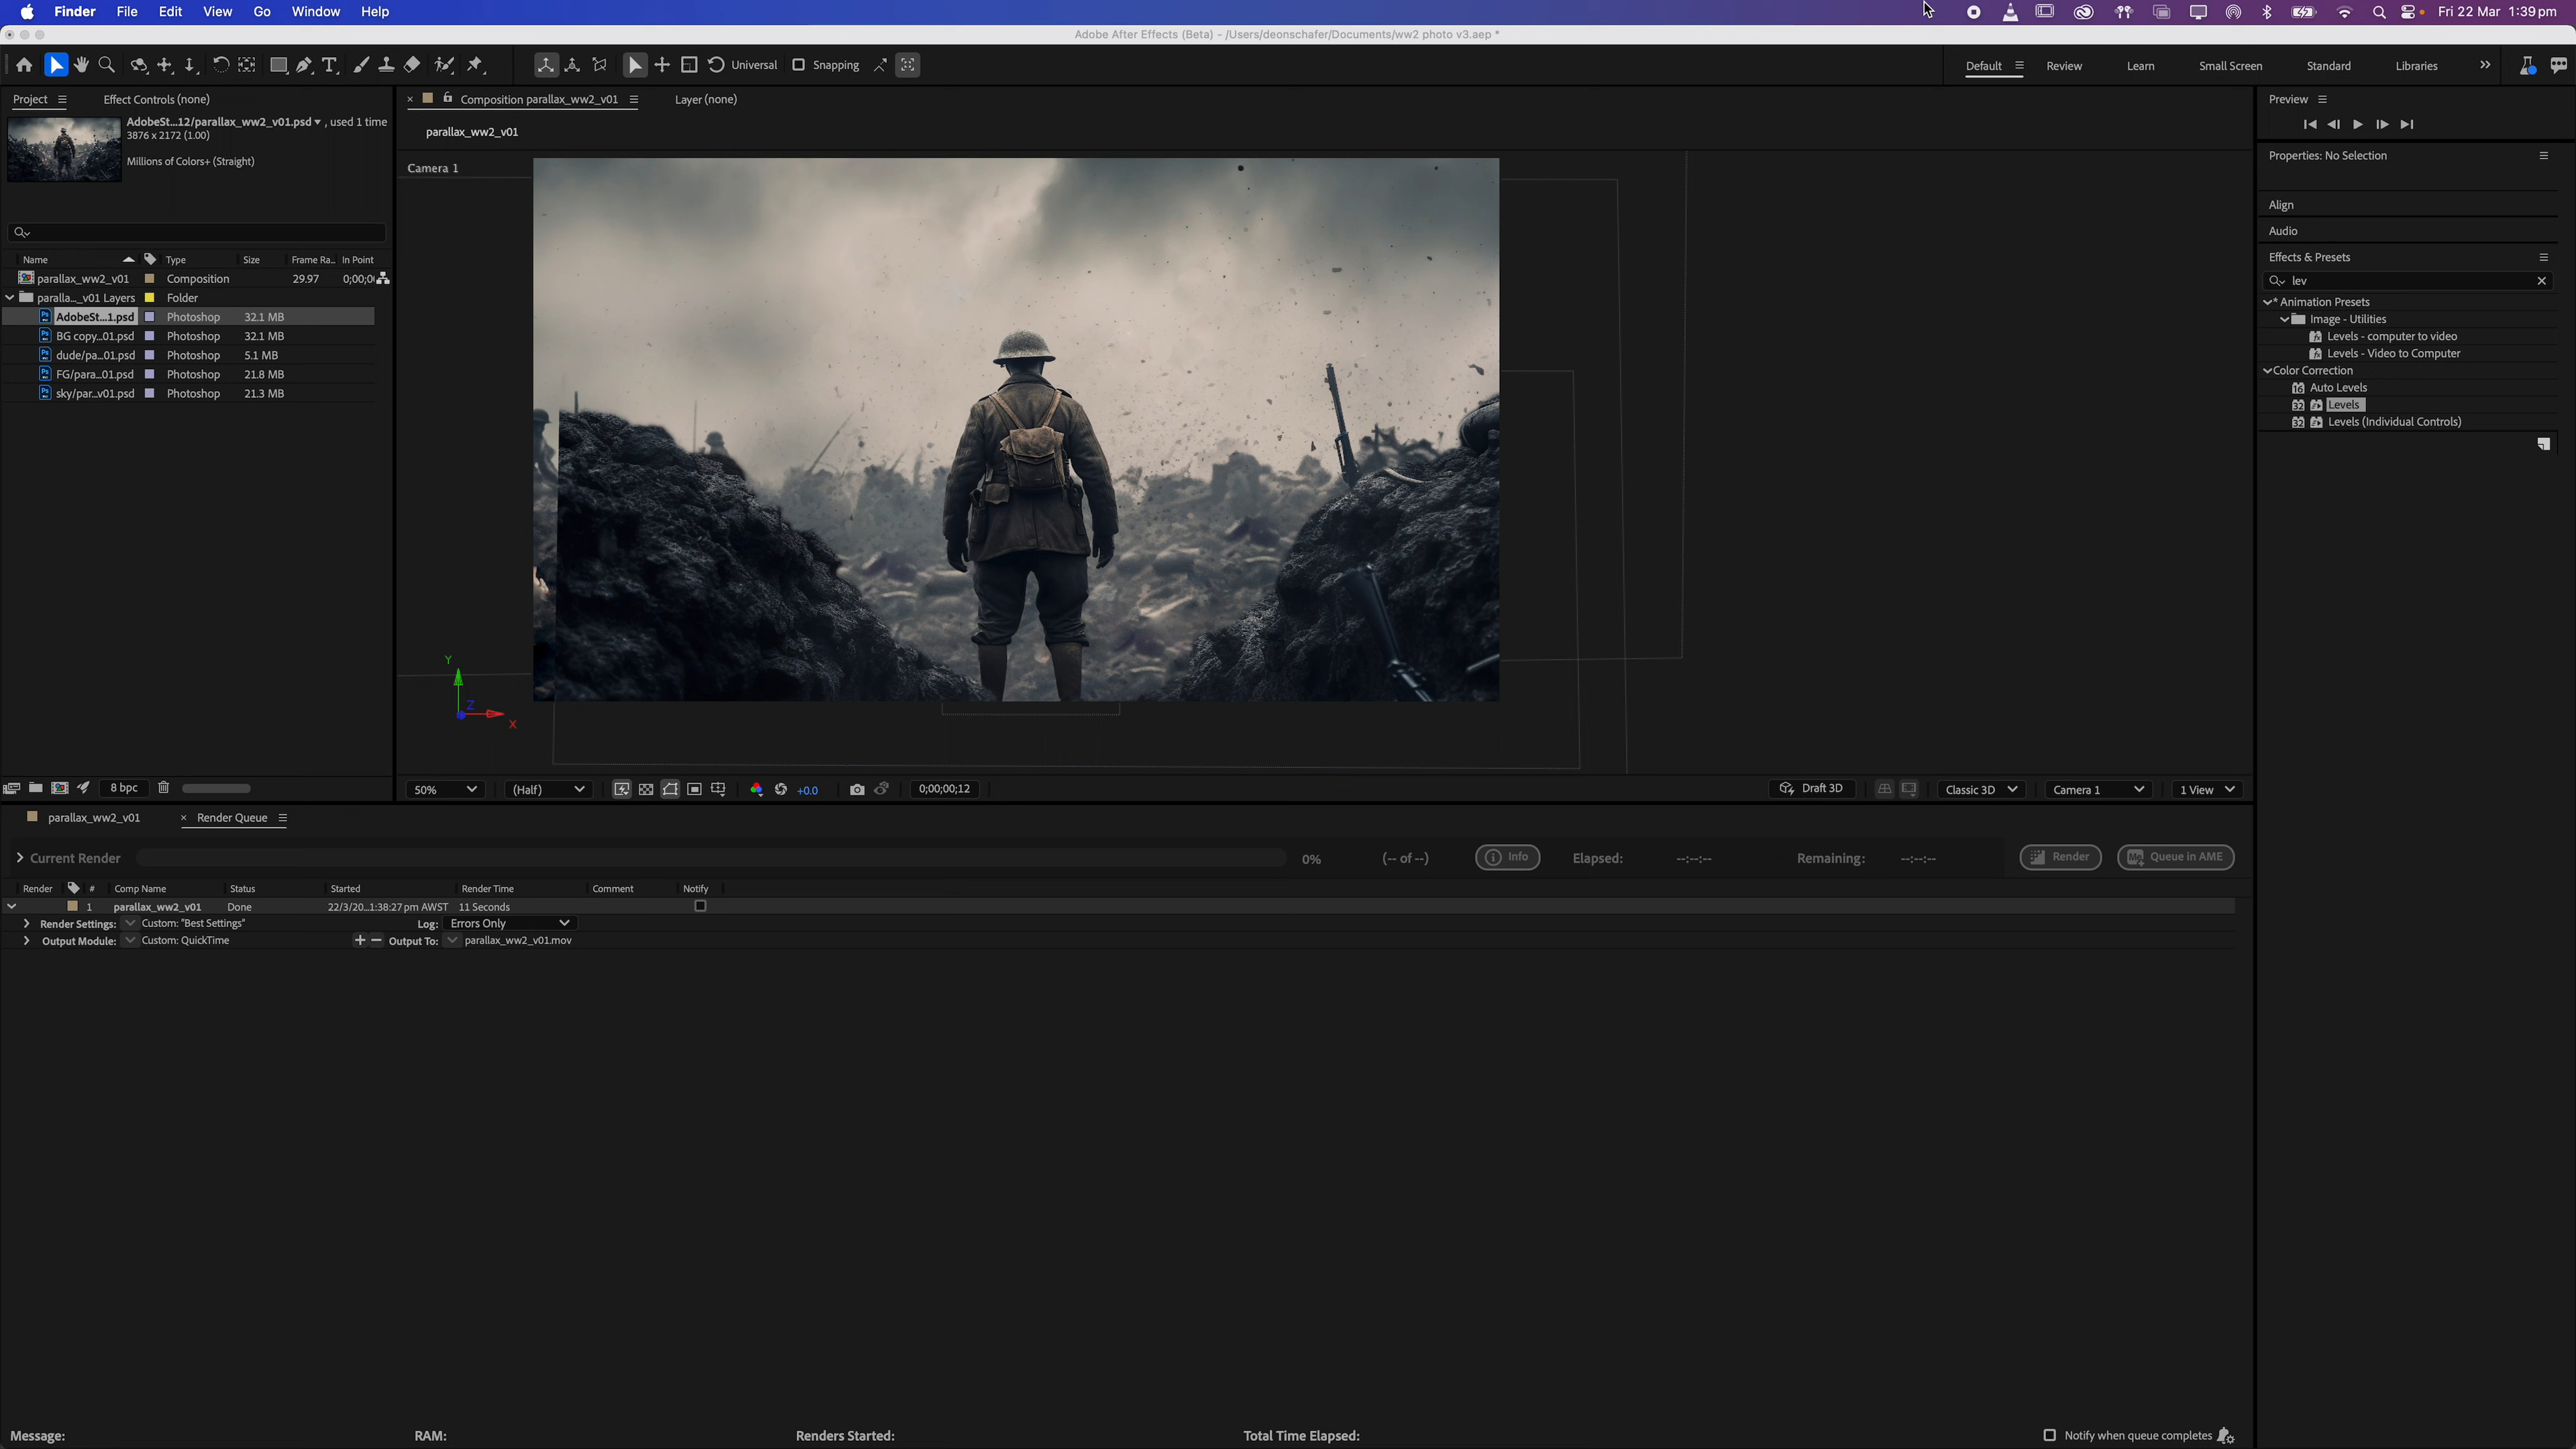 Finder File Edit View Go Window Help Fri 22 Mar 1:39 pm
Adobe After Effects (Beta) - /Users/deonschafer/Documents/ww2 photo v3.aep *
Universal Snapping Default Review Learn Small Screen Standard Libraries
Project Effect Controls (none)
AdobeSt...12/parallax_ww2_v01.psd , used 1 time
3876 x 2172 (1.00)
Millions of Colors+ (Straight)
Name Type Size Frame Ra... In Point
parallax_ww2_v01 Composition 29.97 0;00;0
paralla..._v01 Layers Folder
AdobeSt...1.psd Photoshop 32.1 MB
BG copy...01.psd Photoshop 32.1 MB
dude/pa...01.psd Photoshop 5.1 MB
FG/para...01.psd Photoshop 21.8 MB
sky/par...v01.psd Photoshop 21.3 MB
8 bpc
Composition parallax_ww2_v01 Layer (none)
parallax_ww2_v01
Camera 1
Y
Z
X
50% (Half) +0.0 0;00;00;12 Draft 3D Classic 3D Camera 1 1 View
Preview
Properties: No Selection
Align
Audio
Effects & Presets
lev
* Animation Presets
Image - Utilities
Levels - computer to video
Levels - Video to Computer
Color Correction
16 Auto Levels
32 Levels
32 Levels (Individual Controls)
parallax_ww2_v01 Render Queue
Current Render 0% (-- of --) Info Elapsed: --:--:-- Remaining: --:--:-- Render Me Queue in AME
Render # Comp Name Status Started Render Time Comment Notify
1 parallax_ww2_v01 Done 22/3/20...1:38:27 pm AWST 11 Seconds
Render Settings: Custom: "Best Settings" Log: Errors Only
Output Module: Custom: QuickTime Output To: parallax_ww2_v01.mov
Message: RAM: Renders Started: Total Time Elapsed: Notify when queue completes